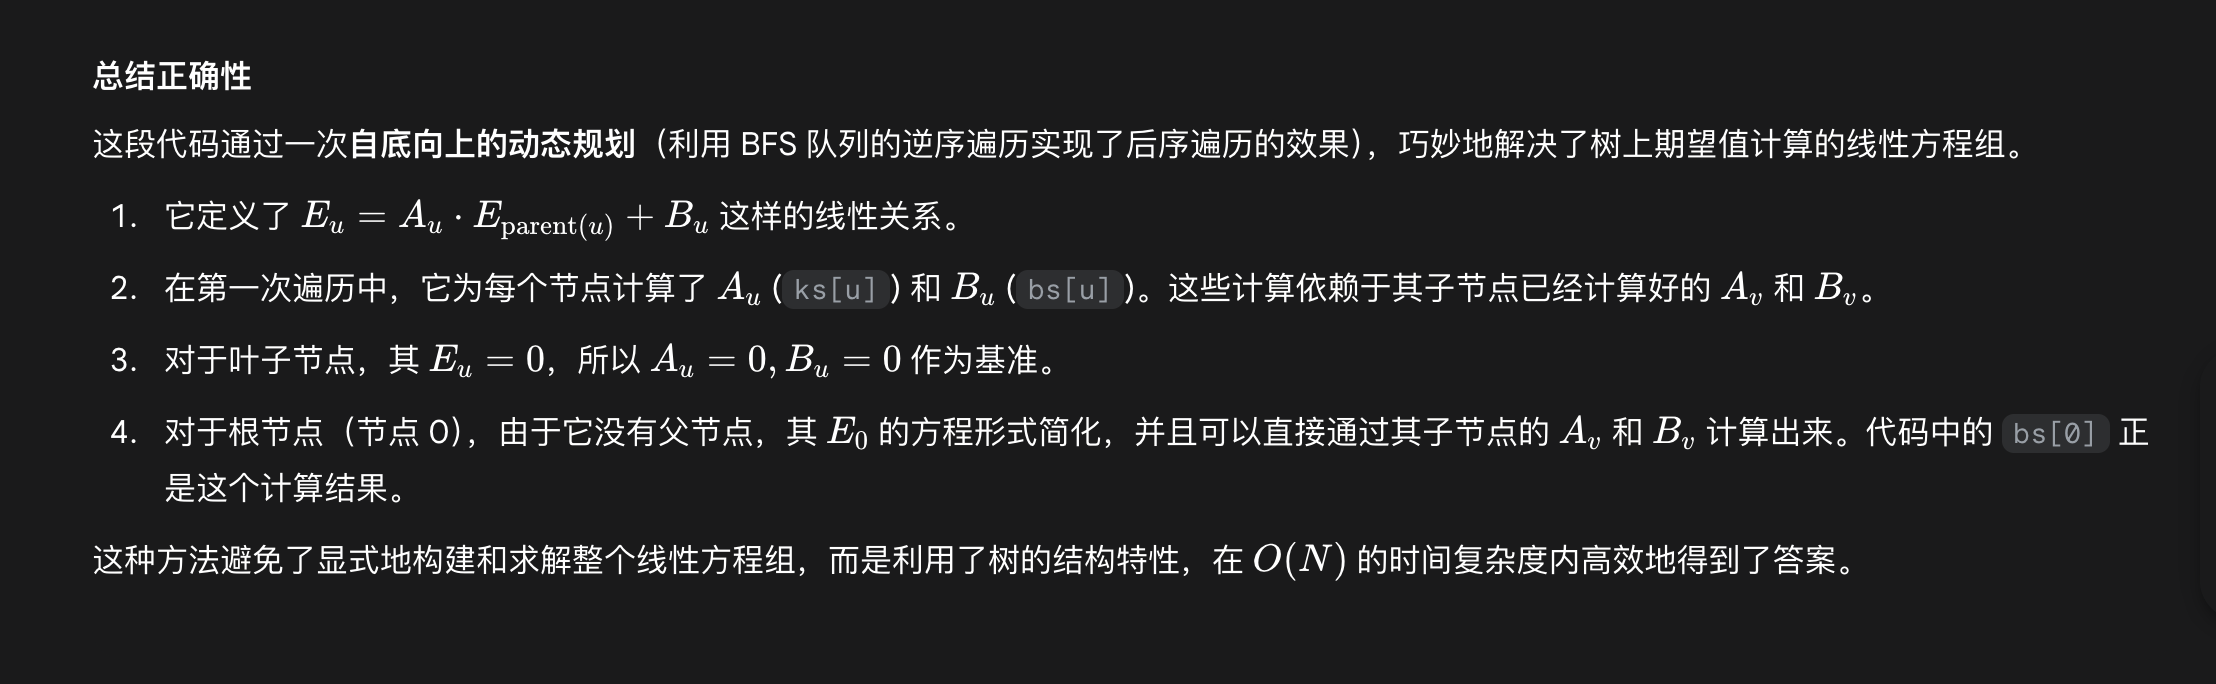 总结正确性
这段代码通过一次自底向上的动态规划（利用 BFS 队列的逆序遍历实现了后序遍历的效果），巧妙地解决了树上期望值计算的线性方程组。
1. 它定义了 $E_u = A_u \cdot E_{\text{parent}(u)} + B_u$ 这样的线性关系。
2. 在第一次遍历中，它为每个节点计算了 $A_u$ (ks[u]) 和 $B_u$ (bs[u])。这些计算依赖于其子节点已经计算好的 $A_v$ 和 $B_v$。
3. 对于叶子节点，其 $E_u = 0$，所以 $A_u = 0, B_u = 0$ 作为基准。
4. 对于根节点（节点 0），由于它没有父节点，其 $E_0$ 的方程形式简化，并且可以直接通过其子节点的 $A_v$ 和 $B_v$ 计算出来。代码中的 bs[0] 正
是这个计算结果。
这种方法避免了显式地构建和求解整个线性方程组，而是利用了树的结构特性，在 $O(N)$ 的时间复杂度内高效地得到了答案。